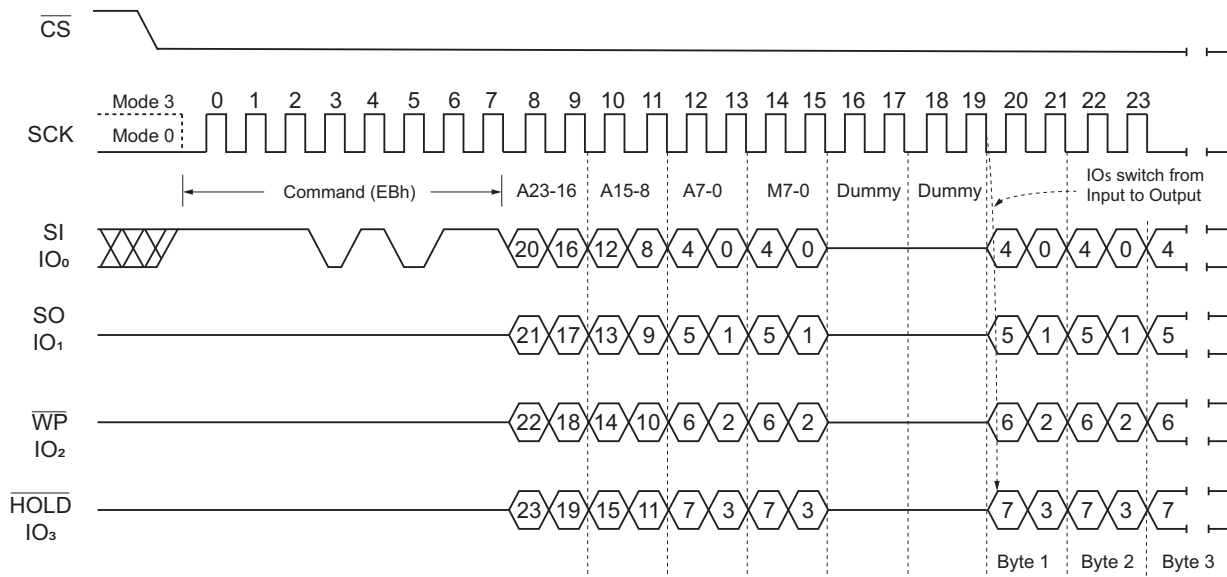 CS
Mode 3
Mode 0
SCK
0 1 2 3 4 5 6 7 8 9 10 11 12 13 14 15 16 17 18 19 20 21 22 23
Command (EBh)
A23-16 A15-8 A7-0 M7-0 Dummy Dummy
IOs switch from
Input to Output
SI
IO₀
20 16 12 8 4 0 4 0 4 0 4 0 4
SO
IO₁
21 17 13 9 5 1 5 1 5 1 5 1 5
WP
IO₂
22 18 14 10 6 2 6 2 6 2 6 2 6
HOLD
IO₃
23 19 15 11 7 3 7 3 7 3 7 3 7
Byte 1 Byte 2 Byte 3